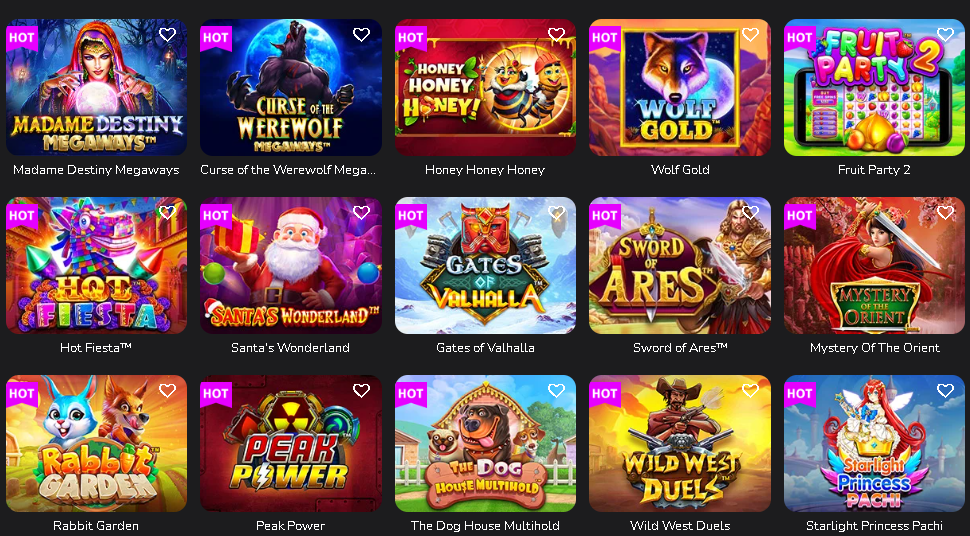 HOT
MADAME DESTINY
MEGAWAYS™
Madame Destiny Megaways
HOT
CURSE OF THE
WEREWOLF
MEGAWAYS™
Curse of the Werewolf Mega...
HOT
HONEY
HONEY
HONEY!
Honey Honey Honey
HOT
WOLF
GOLD™
Wolf Gold
HOT
FRUIT
PARTY 2
Fruit Party 2
HOT
HOT
FIESTA
Hot Fiesta™
HOT
SANTA'S WONDERLAND™
Santa's Wonderland
HOT
GATES
OF
VALHALLA™
Gates of Valhalla
HOT
SWORD
OF
ARES™
Sword of Ares™
HOT
MYSTERY
OF THE
ORIENT
Mystery Of The Orient
HOT
Rabbit
GARDEN
Rabbit Garden
HOT
PEAK
POWER
Peak Power
HOT
THE DOG
HOUSE MULTIHOLD
The Dog House Multihold
HOT
WILD WEST
DUELS™
Wild West Duels
HOT
Starlight
Princess
PACHI
Starlight Princess Pachi